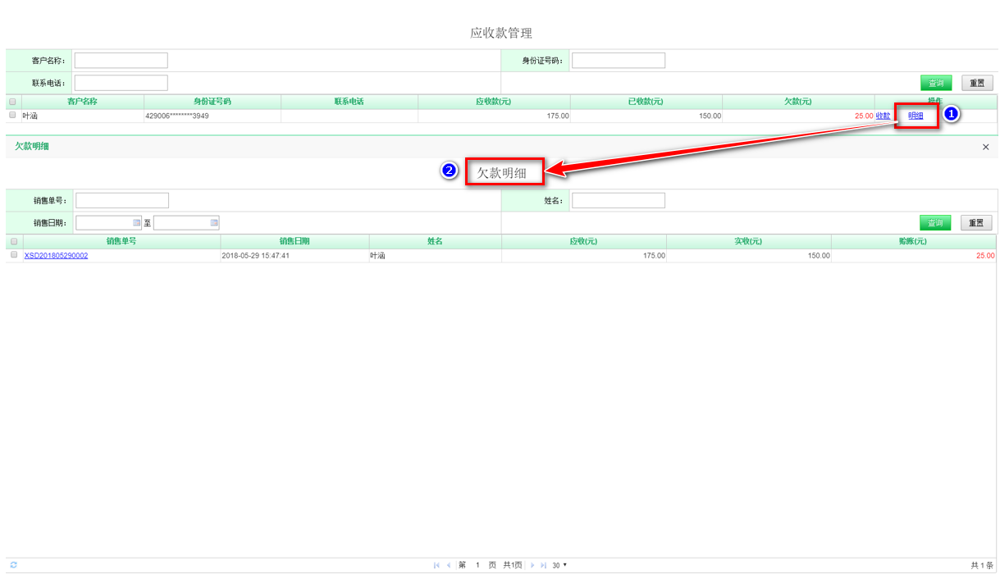 应收款管理
客户名称： 身份证号码：
联系电话： 查询 重置
客户名称 身份证号码 联系电话 应收款(元) 已收款(元) 欠款(元) 操作
叶涵 429006********3949 175.00 150.00 25.00 收款 明细 1
欠款明细
2 欠款明细
销售单号： 姓名：
销售日期： 至 查询 重置
销售单号 销售日期 姓名 应收(元) 实收(元) 赊账(元)
XSD201805290002 2018-05-29 15:47:41 叶涵 175.00 150.00 25.00
第 1 页 共1页 30 共 1 条